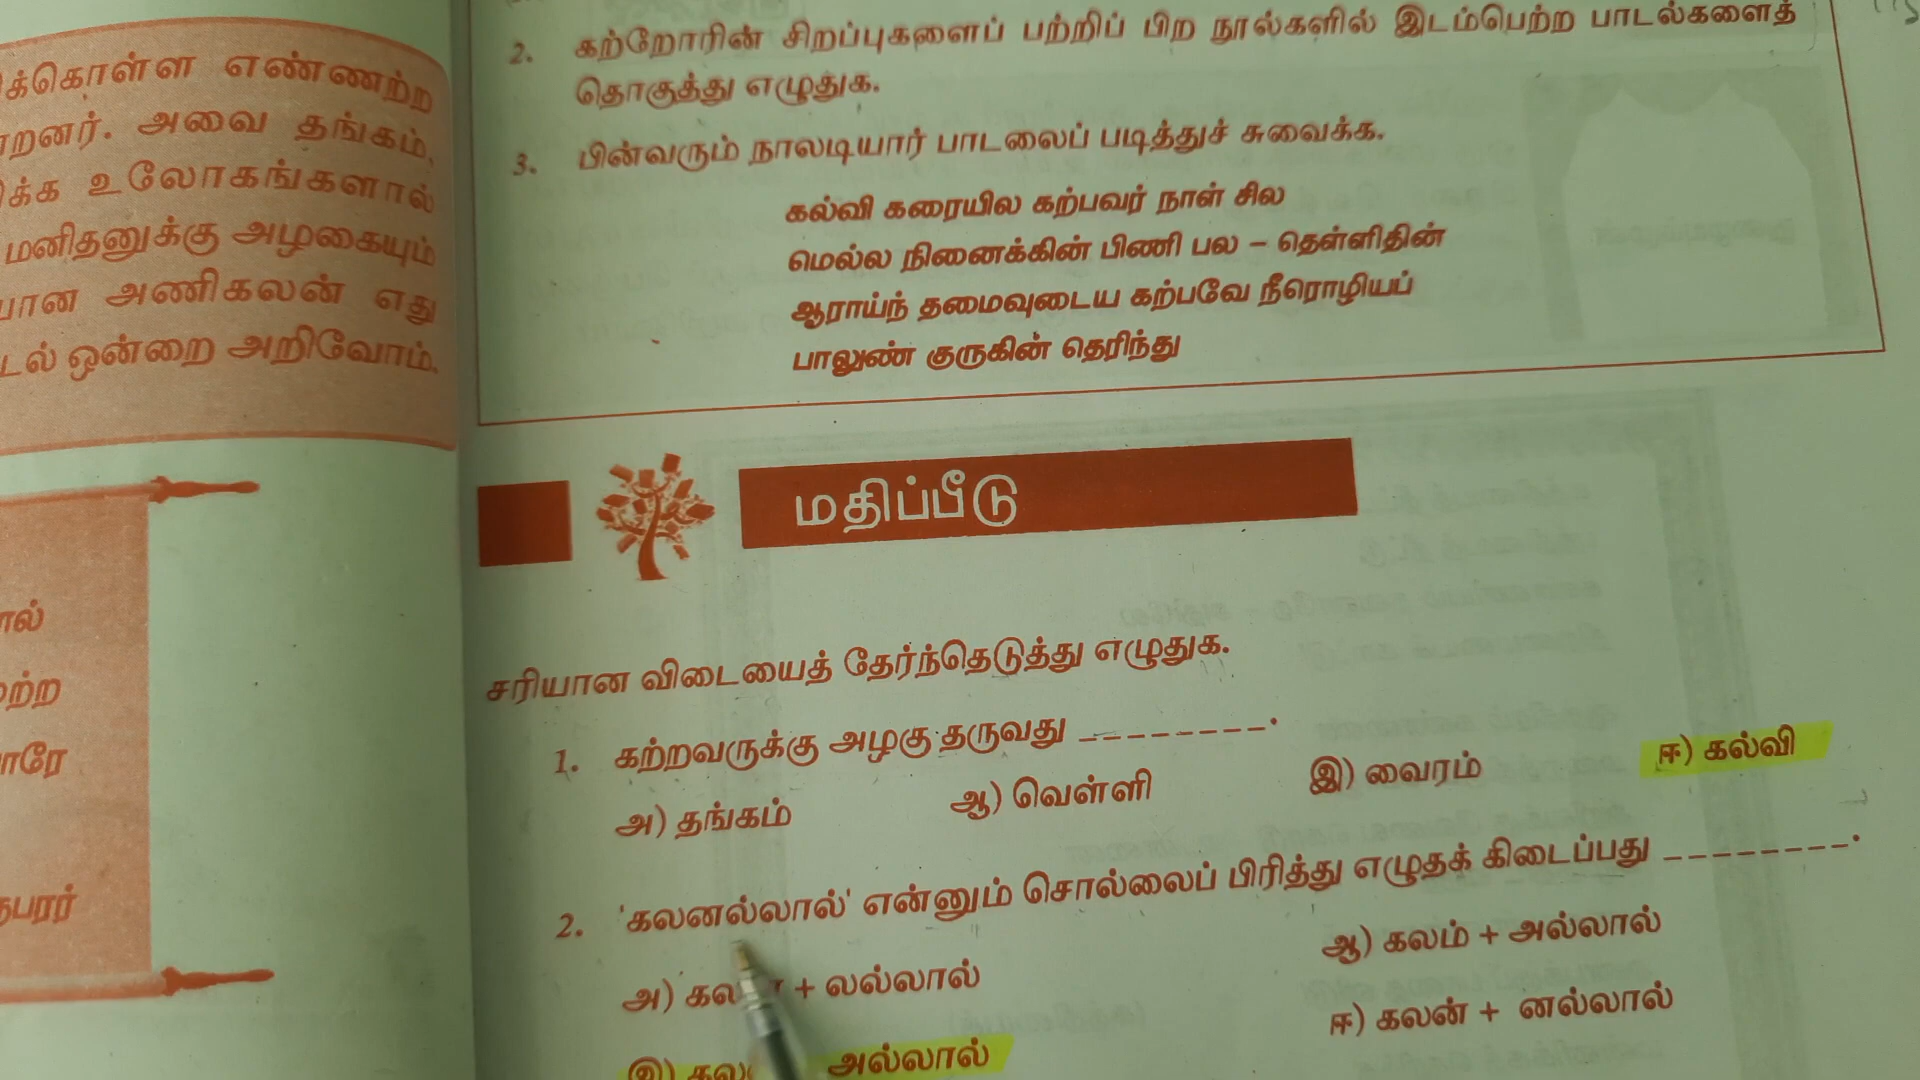 க்கொள்ள எண்ணற்ற
றனர். அவை தங்கம்,
க்க உலோகங்களால்
மனிதனுக்கு அழகையும்
யான அணிகலன் எது
டல் ஒன்றை அறிவோம்.
ால்
ற்ற
ாரே
நபரர்
2. கற்றோரின் சிறப்புகளைப் பற்றிப் பிற நூல்களில் இடம்பெற்ற பாடல்களைத்
தொகுத்து எழுதுக.
3. பின்வரும் நாலடியார் பாடலைப் படித்துச் சுவைக்க.
கல்வி கரையில கற்பவர் நாள் சில
மெல்ல நினைக்கின் பிணி பல – தெள்ளிதின்
ஆராய்ந் தமைவுடைய கற்பவே நீரொழியப்
பாலுண் குருகின் தெரிந்து
மதிப்பீடு
சரியான விடையைத் தேர்ந்தெடுத்து எழுதுக.
1. கற்றவருக்கு அழகு தருவது ________.
அ) தங்கம் ஆ) வெள்ளி இ) வைரம் ஈ) கல்வி
2. 'கலனல்லால்' என்னும் சொல்லைப் பிரித்து எழுதக் கிடைப்பது ________.
அ) + லல்லால் ஆ) கலம் + அல்லால்
இ) அல்லால் ஈ) கலன் + னல்லால்